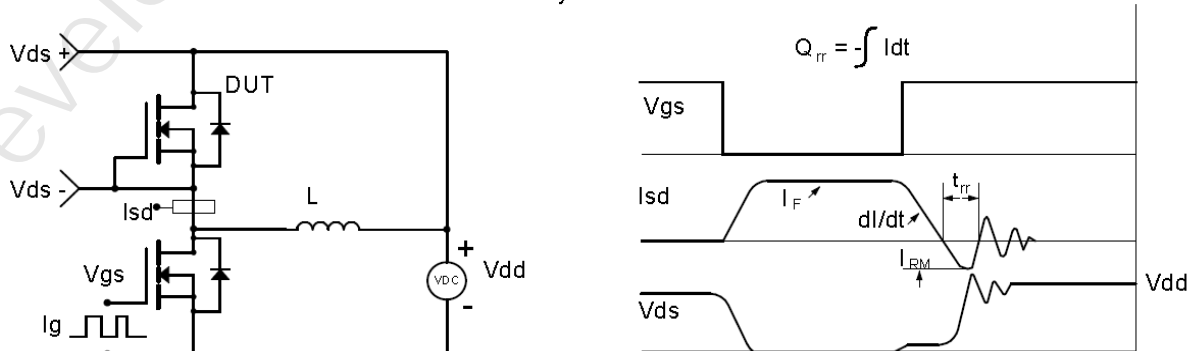 Vds +
DUT
Vds -
Isd
L
Vgs
Ig
VDC
+
-
Vdd
Q rr = -∫ Idt
Vgs
Isd
I F
dI/dt
t rr
I RM
Vds
Vdd